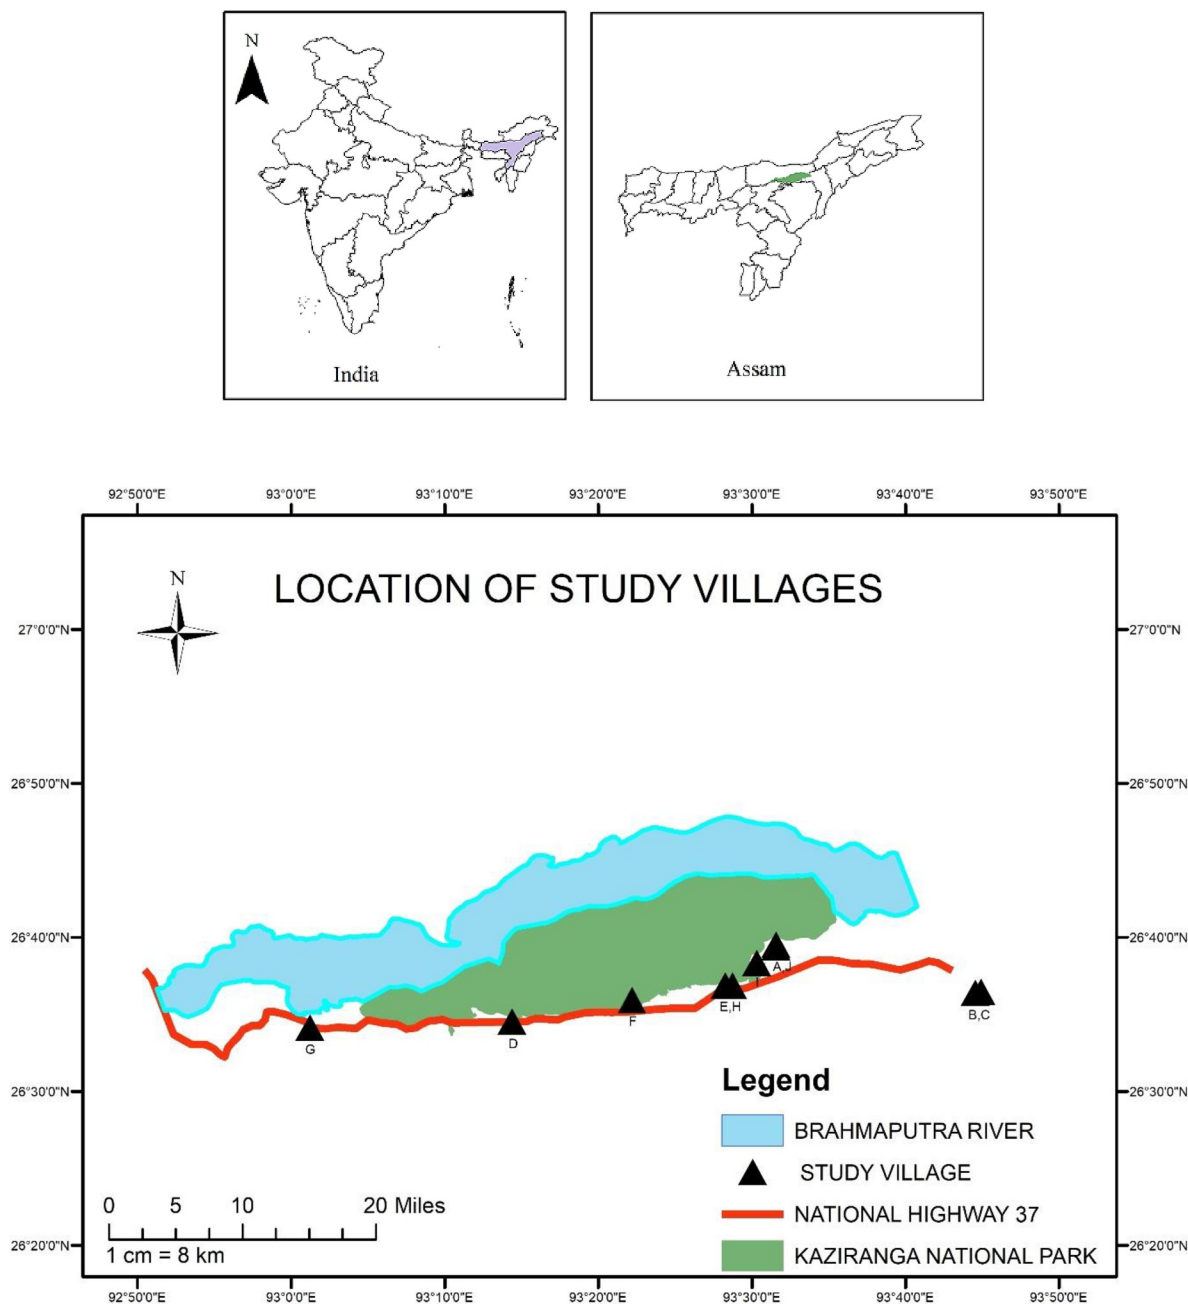 N
India
Assam
92°50'0"E 93°0'0"E 93°10'0"E 93°20'0"E 93°30'0"E 93°40'0"E 93°50'0"E
N
LOCATION OF STUDY VILLAGES
27°0'0"N 27°0'0"N
26°50'0"N 26°50'0"N
26°40'0"N 26°40'0"N
A,J
I
E,H
B,C
F
D
G
26°30'0"N 26°30'0"N
Legend
BRAHMAPUTRA RIVER
STUDY VILLAGE
NATIONAL HIGHWAY 37
KAZIRANGA NATIONAL PARK
0 5 10 20 Miles
1 cm = 8 km
26°20'0"N 26°20'0"N
92°50'0"E 93°0'0"E 93°10'0"E 93°20'0"E 93°30'0"E 93°40'0"E 93°50'0"E